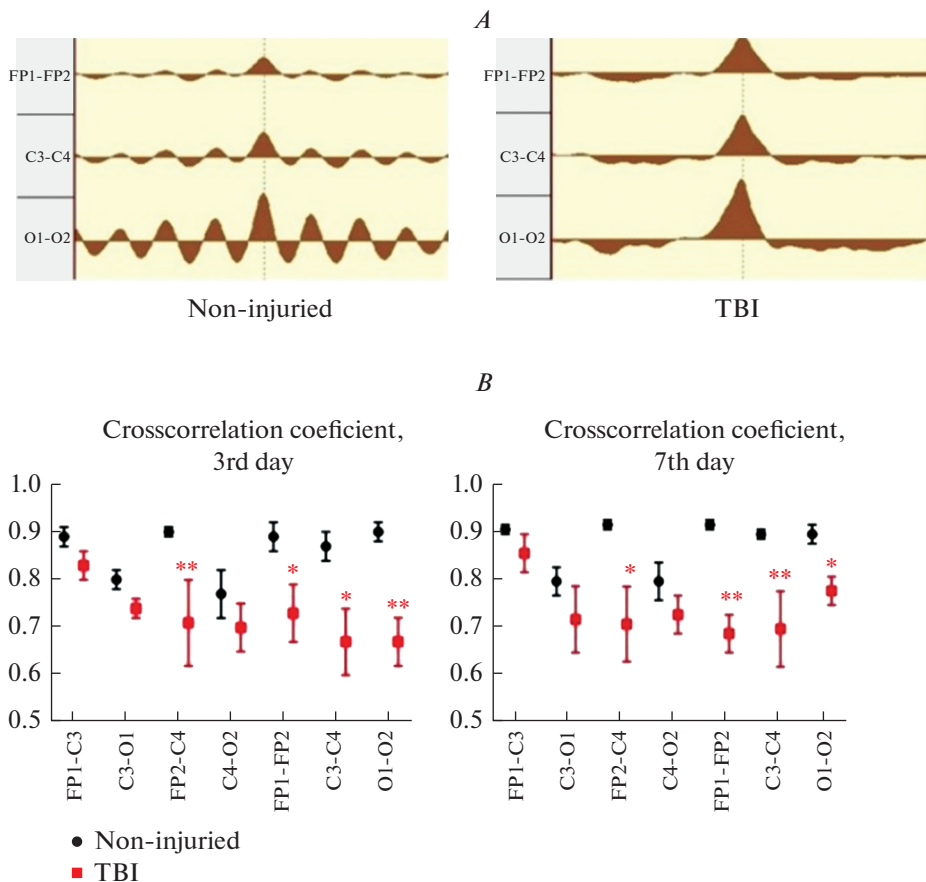 A
FP1-FP2
C3-C4
O1-O2
Non-injuried
FP1-FP2
C3-C4
O1-O2
TBI
B
Crosscorrelation coeficient,
3rd day
1.0
0.9
0.8
0.7
0.6
0.5
** * * **
FP1-C3
C3-O1
FP2-C4
C4-O2
FP1-FP2
C3-C4
O1-O2
Crosscorrelation coeficient,
7th day
1.0
0.9
0.8
0.7
0.6
0.5
* ** ** *
FP1-C3
C3-O1
FP2-C4
C4-O2
FP1-FP2
C3-C4
O1-O2
Non-injuried
TBI